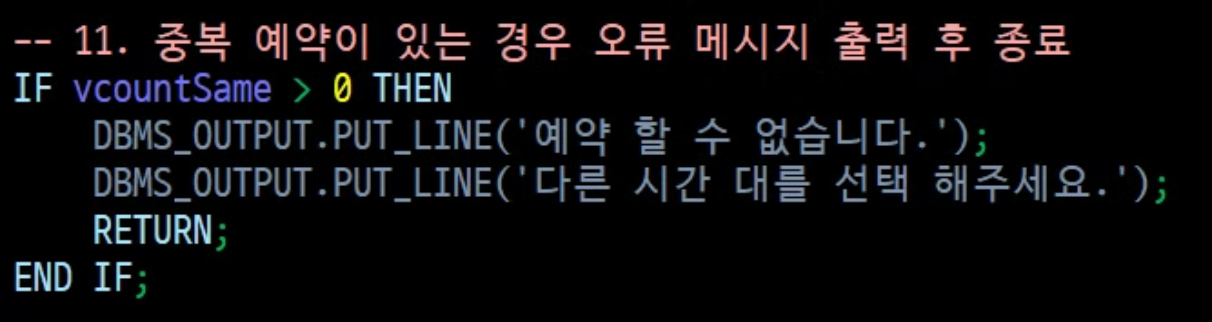 -- 11. 중복 예약이 있는 경우 오류 메시지 출력 후 종료
IF vcountSame > 0 THEN
    DBMS_OUTPUT.PUT_LINE('예약 할 수 없습니다.');
    DBMS_OUTPUT.PUT_LINE('다른 시간 대를 선택 해주세요.');
    RETURN;
END IF;